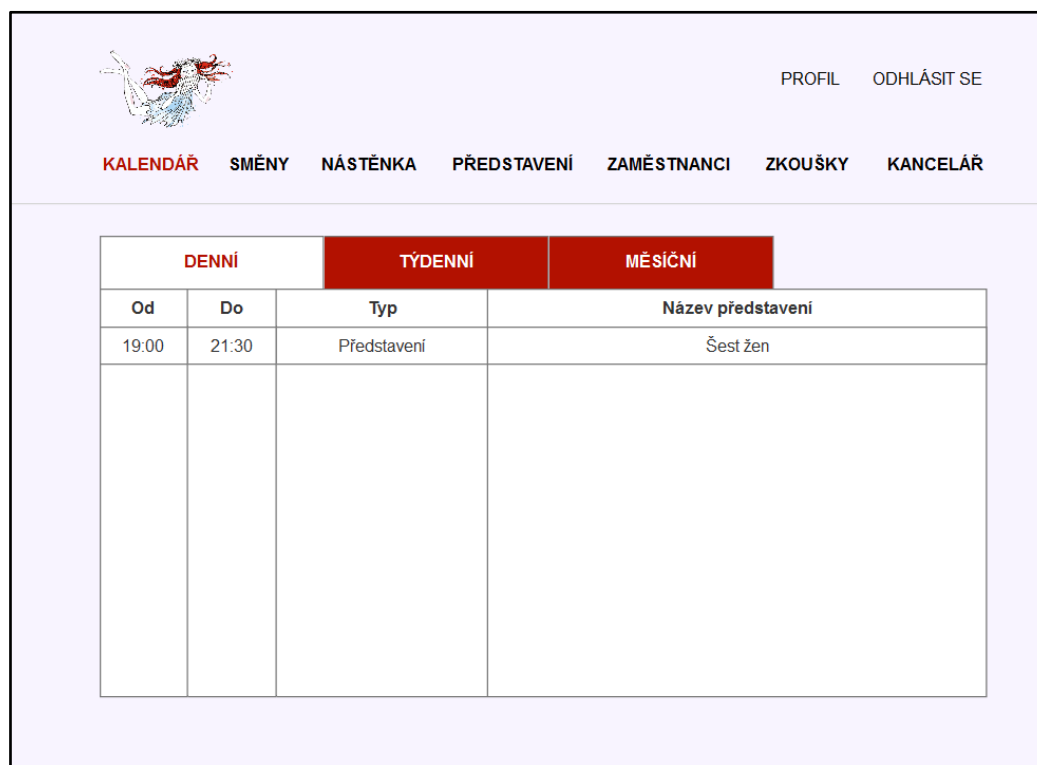 PROFIL ODHLÁSIT SE
KALENDÁŘ SMĚNY NÁSTĚNKA PŘEDSTAVENÍ ZAMĚSTNANCI ZKOUŠKY KANCELÁŘ
DENNÍ TÝDENNÍ MĚSÍČNÍ
Od Do Typ Název představení
19:00 21:30 Představení Šest žen